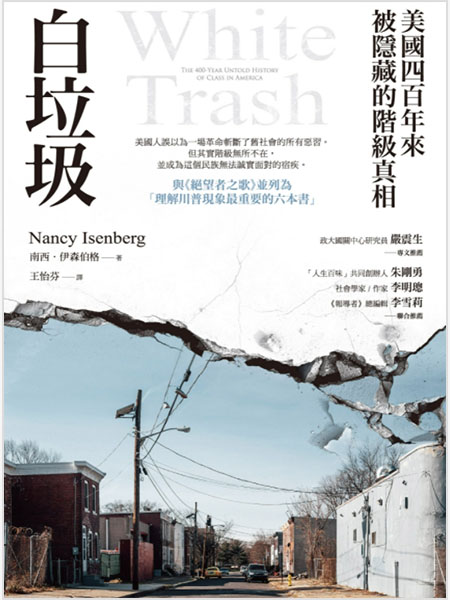 White
Trash
THE 400-YEAR UNTOLD HISTORY
OF CLASS IN AMERICA
白垃圾
美國四百年來
被隱藏的階級真相
美國人誤以為一場革命斬斷了舊社會的所有惡習,
但其實階級無所不在,
並成為這個民族無法誠實面對的宿疾。
與《絕望者之歌》並列為
「理解川普現象最重要的六本書」
Nancy Isenberg
南西・伊森伯格──著
王怡芬──譯
政大國關中心研究員 嚴震生
──專文推薦
「人生百味」共同創辦人 朱剛勇
社會學家/作家 李明璁
《報導者》總編輯 李雪莉
──聯合推薦